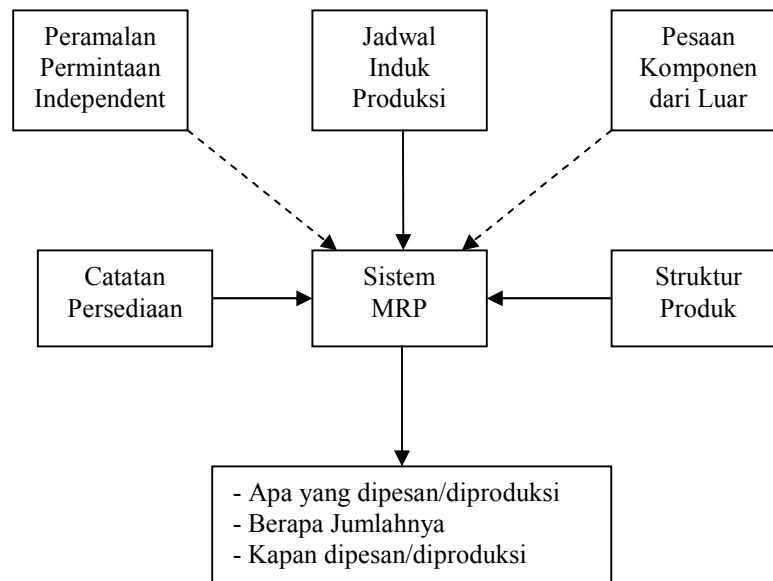 Peramalan
Permintaan
Independent
Jadwal
Induk
Produksi
Pesaan
Komponen
dari Luar
Catatan
Persediaan
Sistem
MRP
Struktur
Produk
- Apa yang dipesan/diproduksi
- Berapa Jumlahnya
- Kapan dipesan/diproduksi